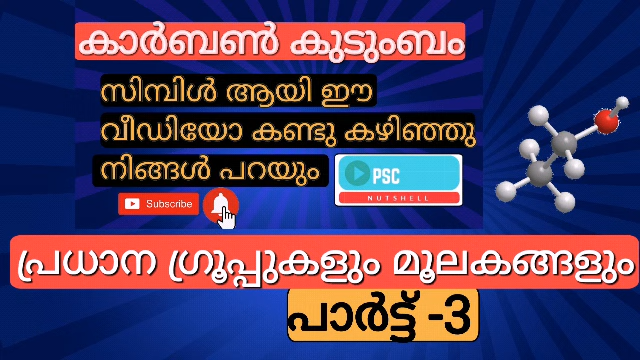 കാർബൺ കുടുംബം
സിമ്പിൾ ആയി ഈ
വീഡിയോ കണ്ടു കഴിഞ്ഞു
നിങ്ങൾ പറയും
PSC
NUTSHELL
Subscribe
പ്രധാന ഗ്രൂപ്പുകളും മൂലകങ്ങളും
പാർട്ട് -3